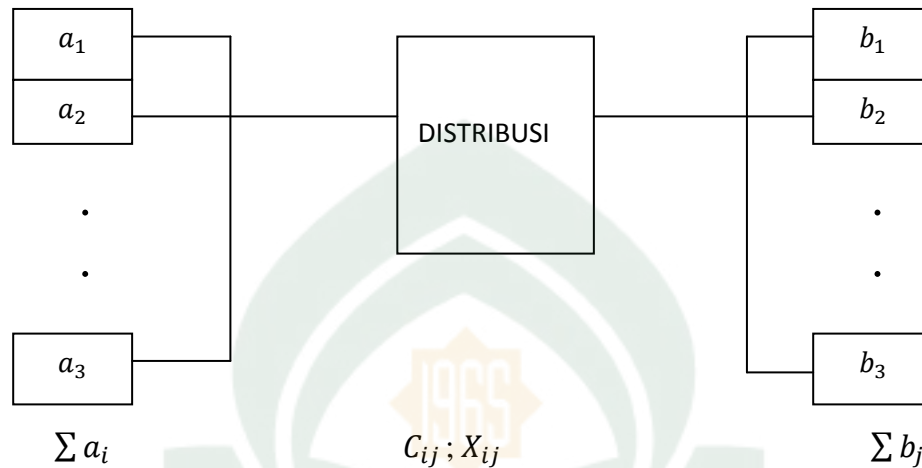 a₁ b₁
a₂ DISTRIBUSI b₂
a₃ b₃
1965
∑ aᵢ Cᵢⱼ ; Xᵢⱼ ∑ bⱼ